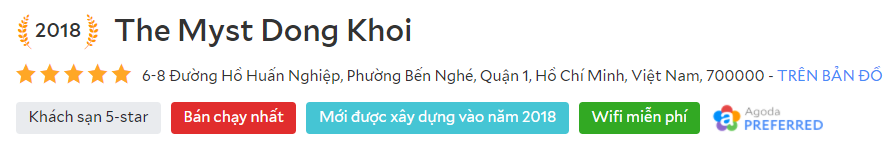 2018 The Myst Dong Khoi
6-8 Đường Hồ Huấn Nghiệp, Phường Bến Nghé, Quận 1, Hồ Chí Minh, Việt Nam, 700000 - TRÊN BẢN ĐỒ
Khách sạn 5-star Bán chạy nhất Mới được xây dựng vào năm 2018 Wifi miễn phí Agoda
PREFERRED